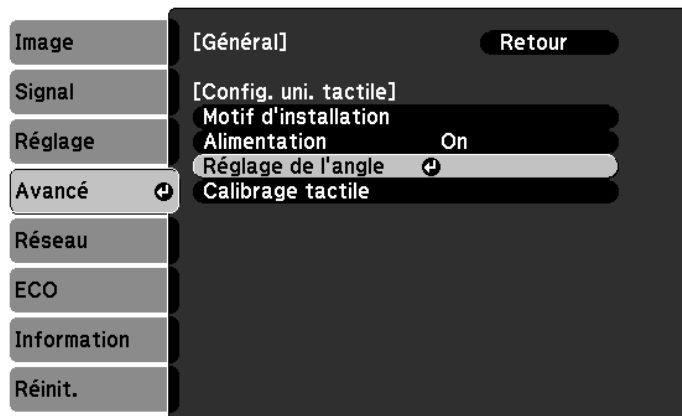 Image
Signal
Réglage
Avancé
Réseau
ECO
Information
Réinit.
[Général] Retour
[Config. uni. tactile]
Motif d'installation
Alimentation On
Réglage de l'angle
Calibrage tactile